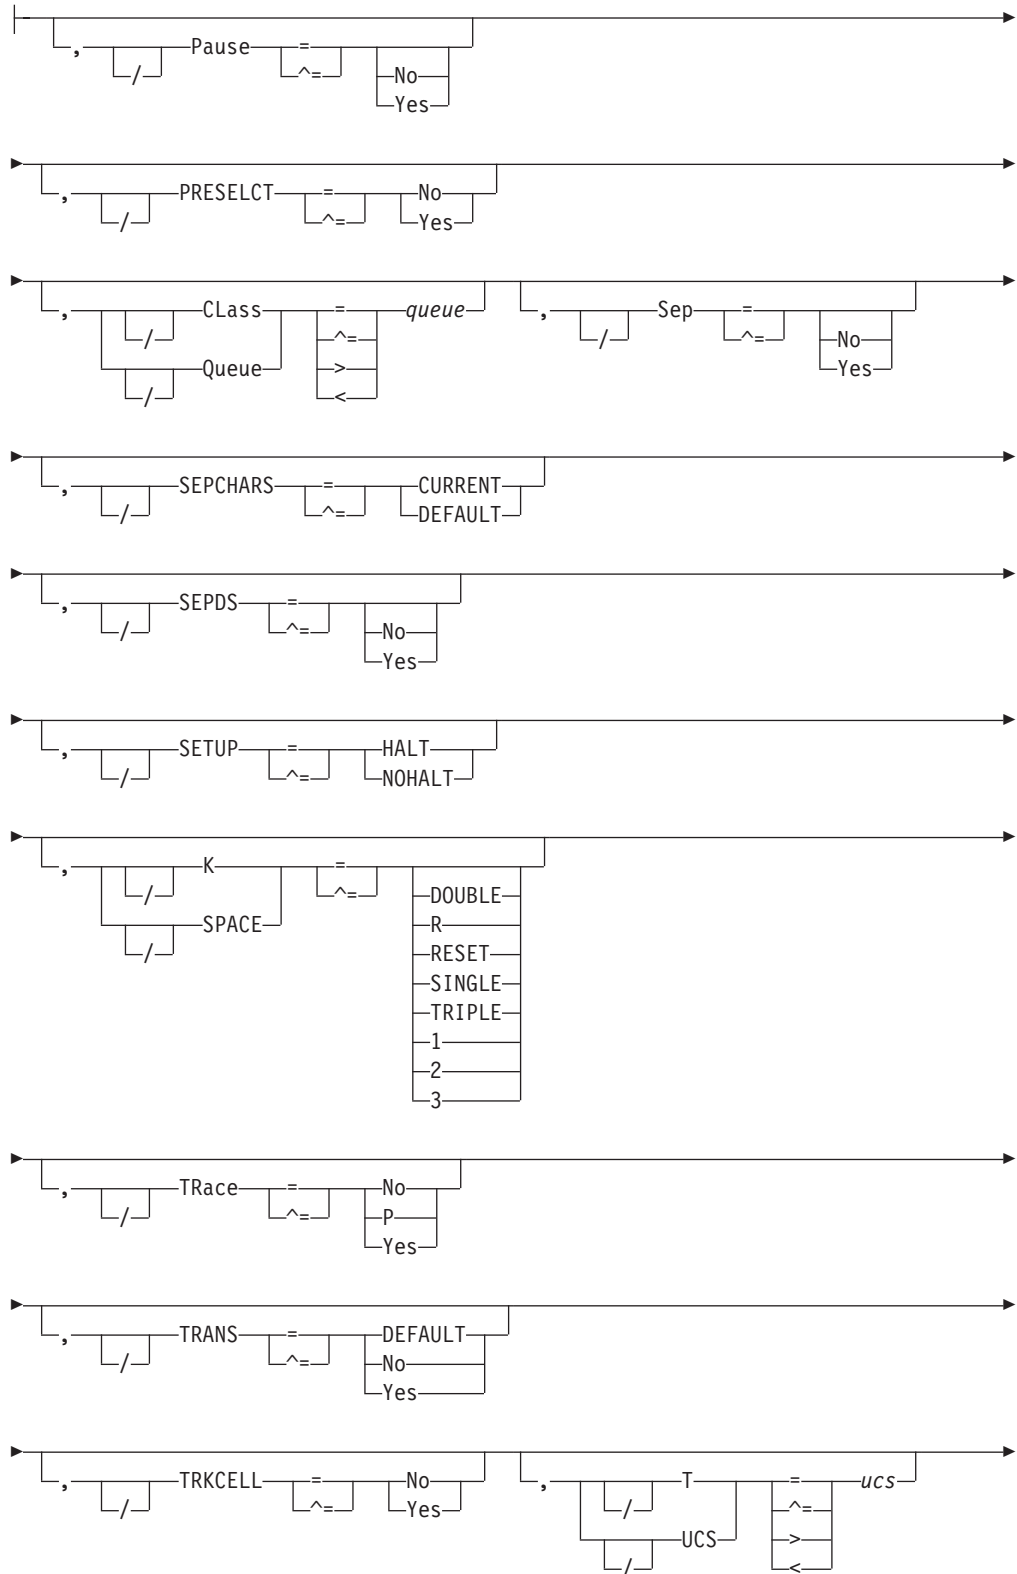 , / Pause = ^= No Yes
, / PRESELCT = ^= No Yes
, / CLass / Queue = ^= > < queue , / Sep = ^= No Yes
, / SEPCHARS = ^= CURRENT DEFAULT
, / SEPDS = ^= No Yes
, / SETUP = ^= HALT NOHALT
, / K / SPACE = ^= DOUBLE R RESET SINGLE TRIPLE 1 2 3
, / TRace = ^= No P Yes
, / TRANS = ^= DEFAULT No Yes
, / TRKCELL = ^= No Yes , / T / UCS = ^= > < ucs